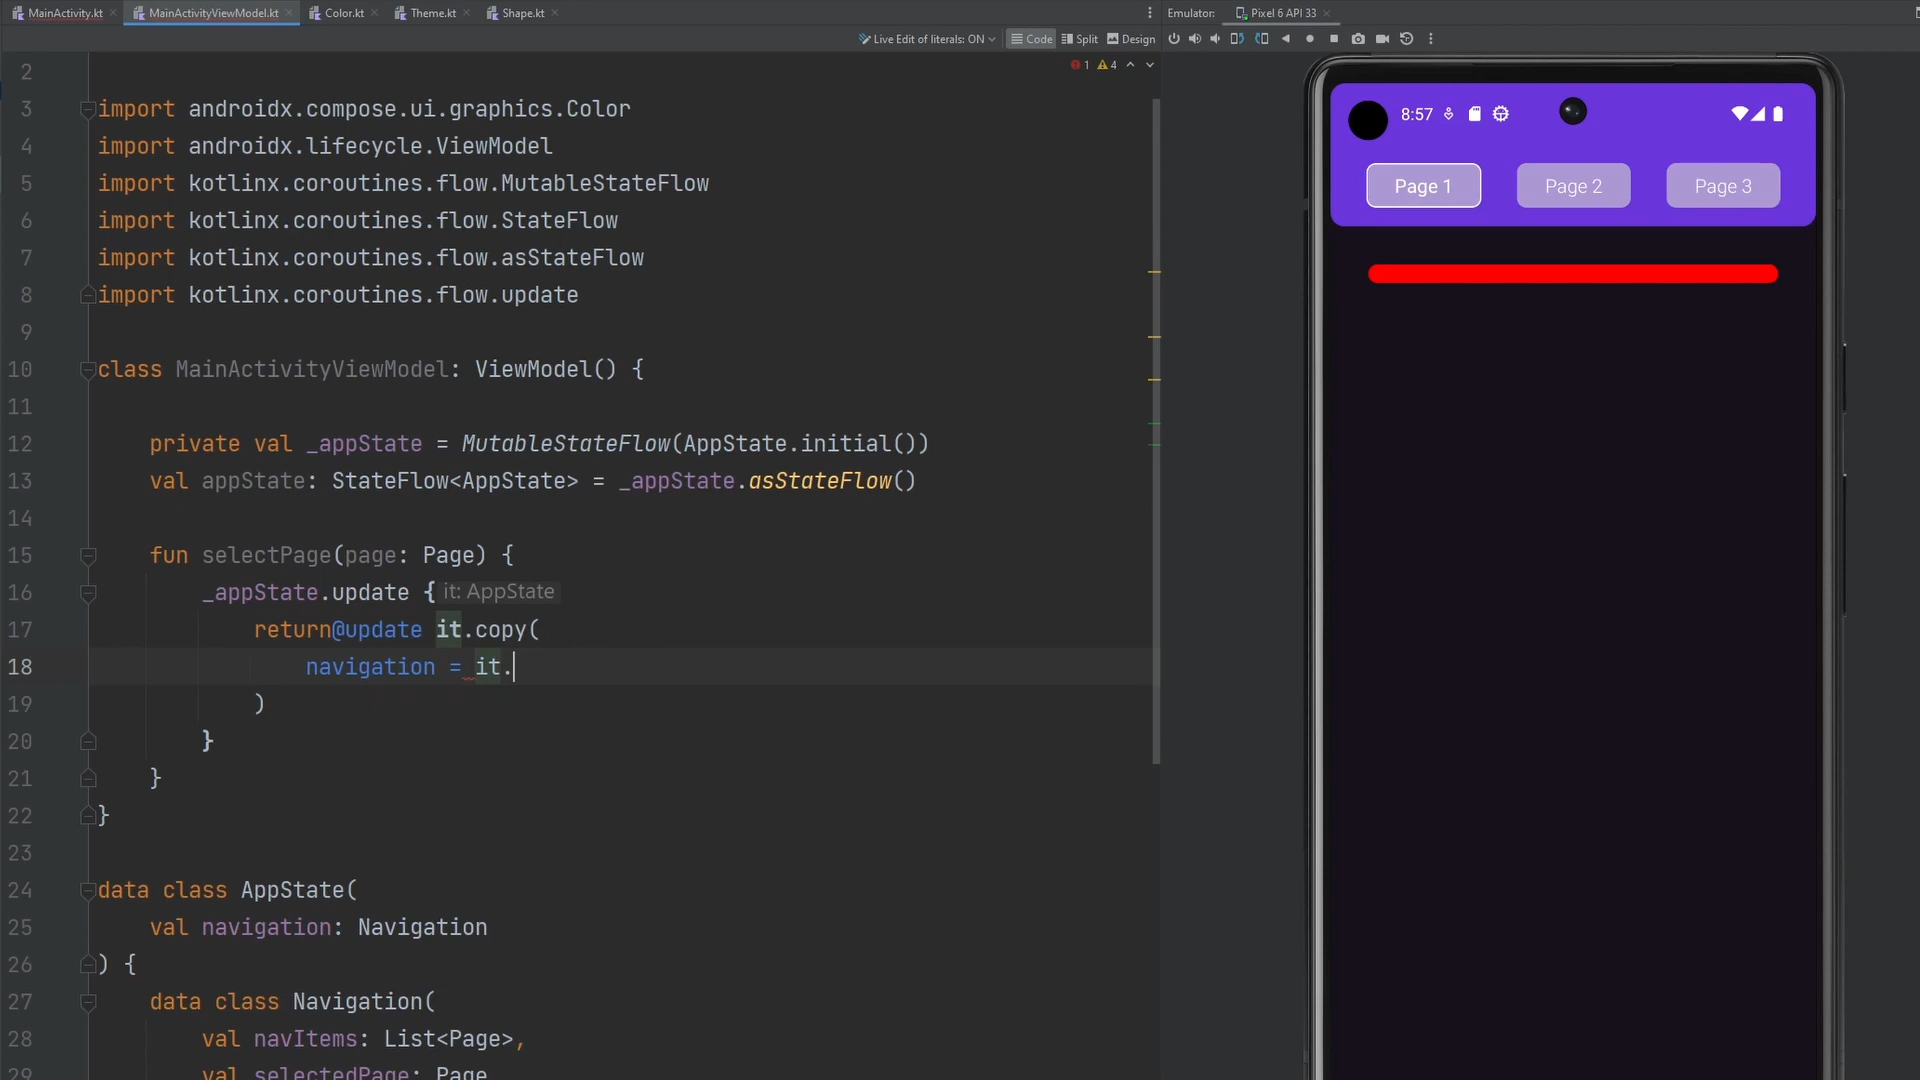 MainActivity.kt MainActivityViewModel.kt Color.kt Theme.kt Shape.kt Emulator: Pixel 6 API 33
Live Edit of literals: ON Code Split Design
1 4
2
3 import androidx.compose.ui.graphics.Color
4 import androidx.lifecycle.ViewModel
5 import kotlinx.coroutines.flow.MutableStateFlow
6 import kotlinx.coroutines.flow.StateFlow
7 import kotlinx.coroutines.flow.asStateFlow
8 import kotlinx.coroutines.flow.update
9
10 class MainActivityViewModel: ViewModel() {
11
12 private val _appState = MutableStateFlow(AppState.initial())
13 val appState: StateFlow<AppState> = _appState.asStateFlow()
14
15 fun selectPage(page: Page) {
16 _appState.update { it: AppState
17 return@update it.copy(
18 navigation = it.
19 )
20 }
21 }
22 }
23
24 data class AppState(
25 val navigation: Navigation
26 ) {
27 data class Navigation(
28 val navItems: List<Page>,
29 val selectedPage: Page
8:57
Page 1 Page 2 Page 3